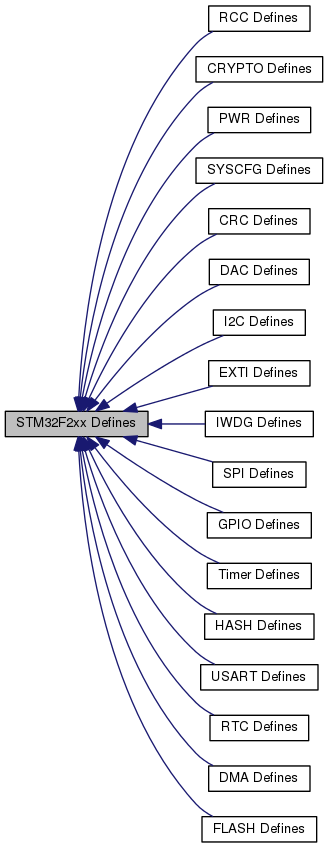 RCC Defines
CRYPTO Defines
PWR Defines
SYSCFG Defines
CRC Defines
DAC Defines
I2C Defines
EXTI Defines
STM32F2xx Defines
IWDG Defines
SPI Defines
GPIO Defines
Timer Defines
HASH Defines
USART Defines
RTC Defines
DMA Defines
FLASH Defines